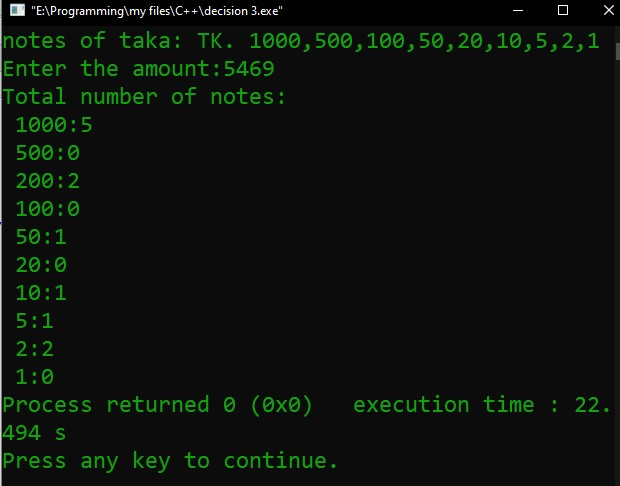 "E:\Programming\my files\C++\decision 3.exe"
notes of taka: TK. 1000,500,100,50,20,10,5,2,1
Enter the amount:5469
Total number of notes:
1000:5
500:0
200:2
100:0
50:1
20:0
10:1
5:1
2:2
1:0
Process returned 0 (0x0)   execution time : 22.
494 s
Press any key to continue.